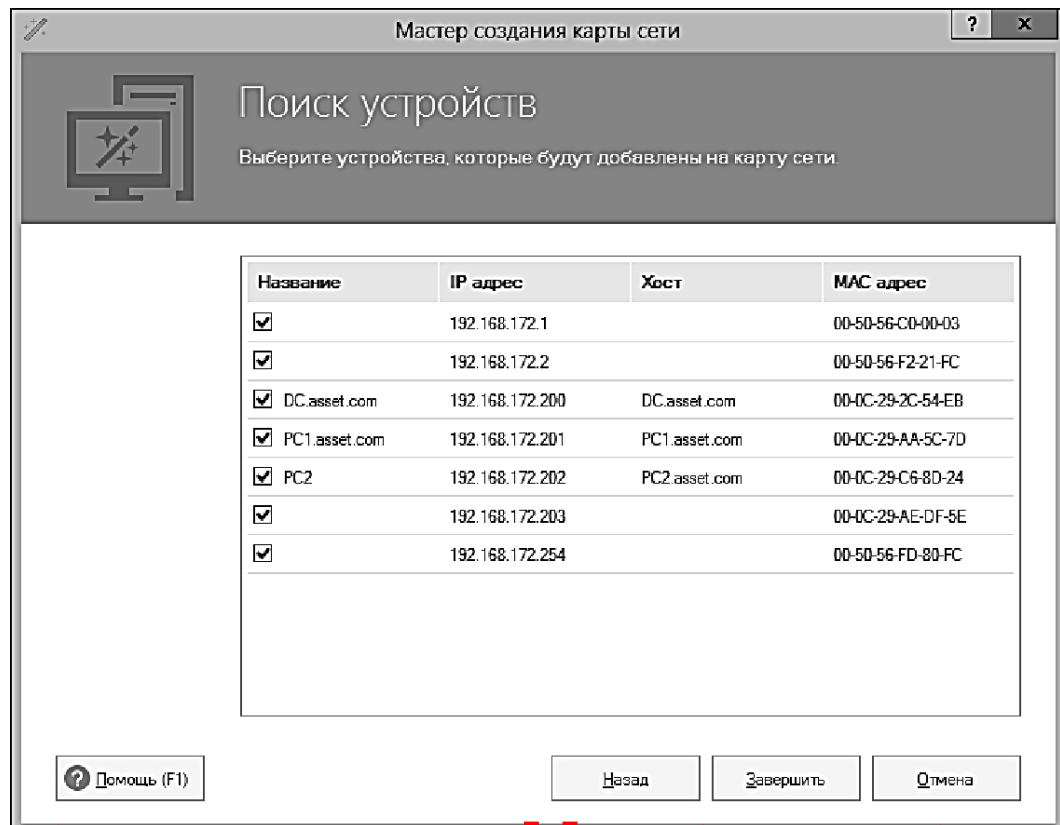 Мастер создания карты сети
? x
Поиск устройств
Выберите устройства, которые будут добавлены на карту сети.
Название IP адрес Хост MAC адрес
192.168.172.1 00-50-56-C0-00-03
192.168.172.2 00-50-56-F2-21-FC
DC.asset.com 192.168.172.200 DC.asset.com 00-0C-29-2C-54-EB
PC1.asset.com 192.168.172.201 PC1.asset.com 00-0C-29-AA-5C-7D
PC2 192.168.172.202 PC2.asset.com 00-0C-29-C6-8D-24
192.168.172.203 00-0C-29-AE-DF-5E
192.168.172.254 00-50-56-FD-80-FC
? Помощь (F1) Назад Завершить Отмена